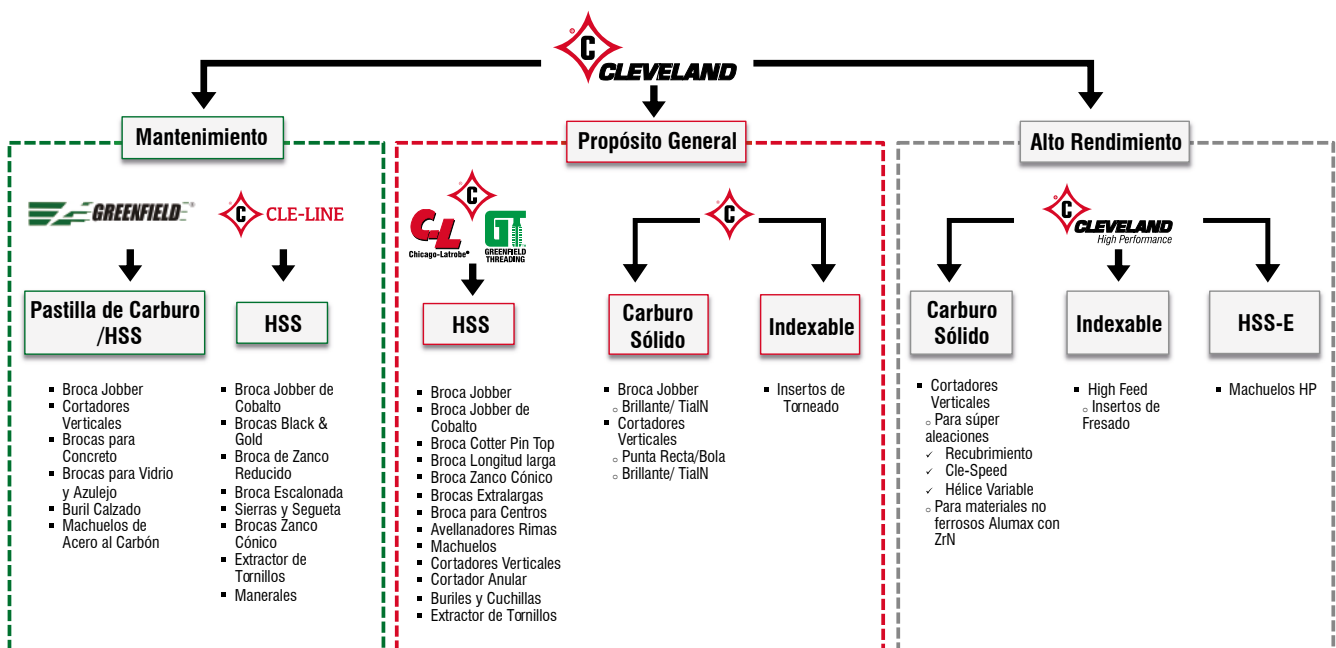 C
CLEVELAND
Mantenimiento
GREENFIELD®
C
CLE-LINE
Pastilla de Carburo
/HSS
▪ Broca Jobber
▪ Cortadores
Verticales
▪ Brocas para
Concreto
▪ Brocas para Vidrio
y Azulejo
▪ Buril Calzado
▪ Machuelos de
Acero al Carbón
HSS
▪ Broca Jobber de
Cobalto
▪ Brocas Black &
Gold
▪ Broca de Zanco
Reducido
▪ Broca Escalonada
▪ Sierras y Segueta
▪ Brocas Zanco
Cónico
▪ Extractor de
Tornillos
▪ Manerales
Propósito General
C
C-L
Chicago-Latrobe®
GT
GREENFIELD
THREADING
HSS
▪ Broca Jobber
▪ Broca Jobber de
Cobalto
▪ Broca Cotter Pin Top
▪ Broca Longitud larga
▪ Broca Zanco Cónico
▪ Brocas Extralargas
▪ Broca para Centros
▪ Avellanadores Rimas
▪ Machuelos
▪ Cortadores Verticales
▪ Cortador Anular
▪ Buriles y Cuchillas
▪ Extractor de Tornillos
C
Carburo
Sólido
▪ Broca Jobber
○ Brillante/ TialN
▪ Cortadores
Verticales
○ Punta Recta/Bola
○ Brillante/ TialN
Indexable
▪ Insertos de
Torneado
Alto Rendimiento
C
CLEVELAND
High Performance
Carburo
Sólido
▪ Cortadores
Verticales
○ Para súper
aleaciones
✓ Recubrimiento
✓ Cle-Speed
✓ Hélice Variable
○ Para materiales no
ferrosos Alumax con
ZrN
Indexable
▪ High Feed
○ Insertos de
Fresado
HSS-E
▪ Machuelos HP